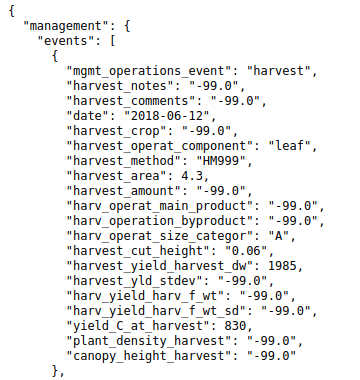 {
"management": {
"events": [
{
"mgmt_operations_event": "harvest",
"harvest_notes": "-99.0",
"harvest_comments": "-99.0",
"date": "2018-06-12",
"harvest_crop": "-99.0",
"harvest_operat_component": "leaf",
"harvest_method": "HM999",
"harvest_area": 4.3,
"harvest_amount": "-99.0",
"harv_operat_main_product": "-99.0",
"harv_operation_byproduct": "-99.0",
"harv_operat_size_categor": "A",
"harvest_cut_height": "0.06",
"harvest_yield_harvest_dw": 1985,
"harvest_yld_stdev": "-99.0",
"harv_yield_harv_f_wt": "-99.0",
"harv_yield_harv_f_wt_sd": "-99.0",
"yield_C_at_harvest": 830,
"plant_density_harvest": "-99.0",
"canopy_height_harvest": "-99.0"
},